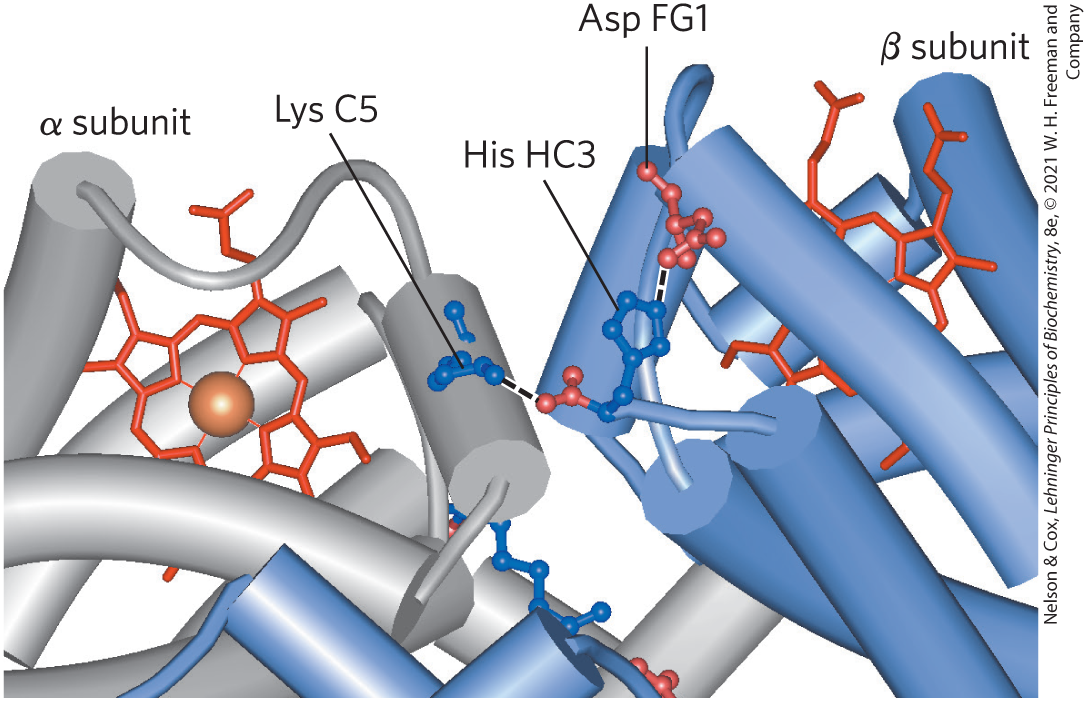 Asp FG1
β subunit
Lys C5
α subunit
His HC3
Nelson & Cox, Lehninger Principles of Biochemistry, 8e, © 2021 W. H. Freeman and
Company